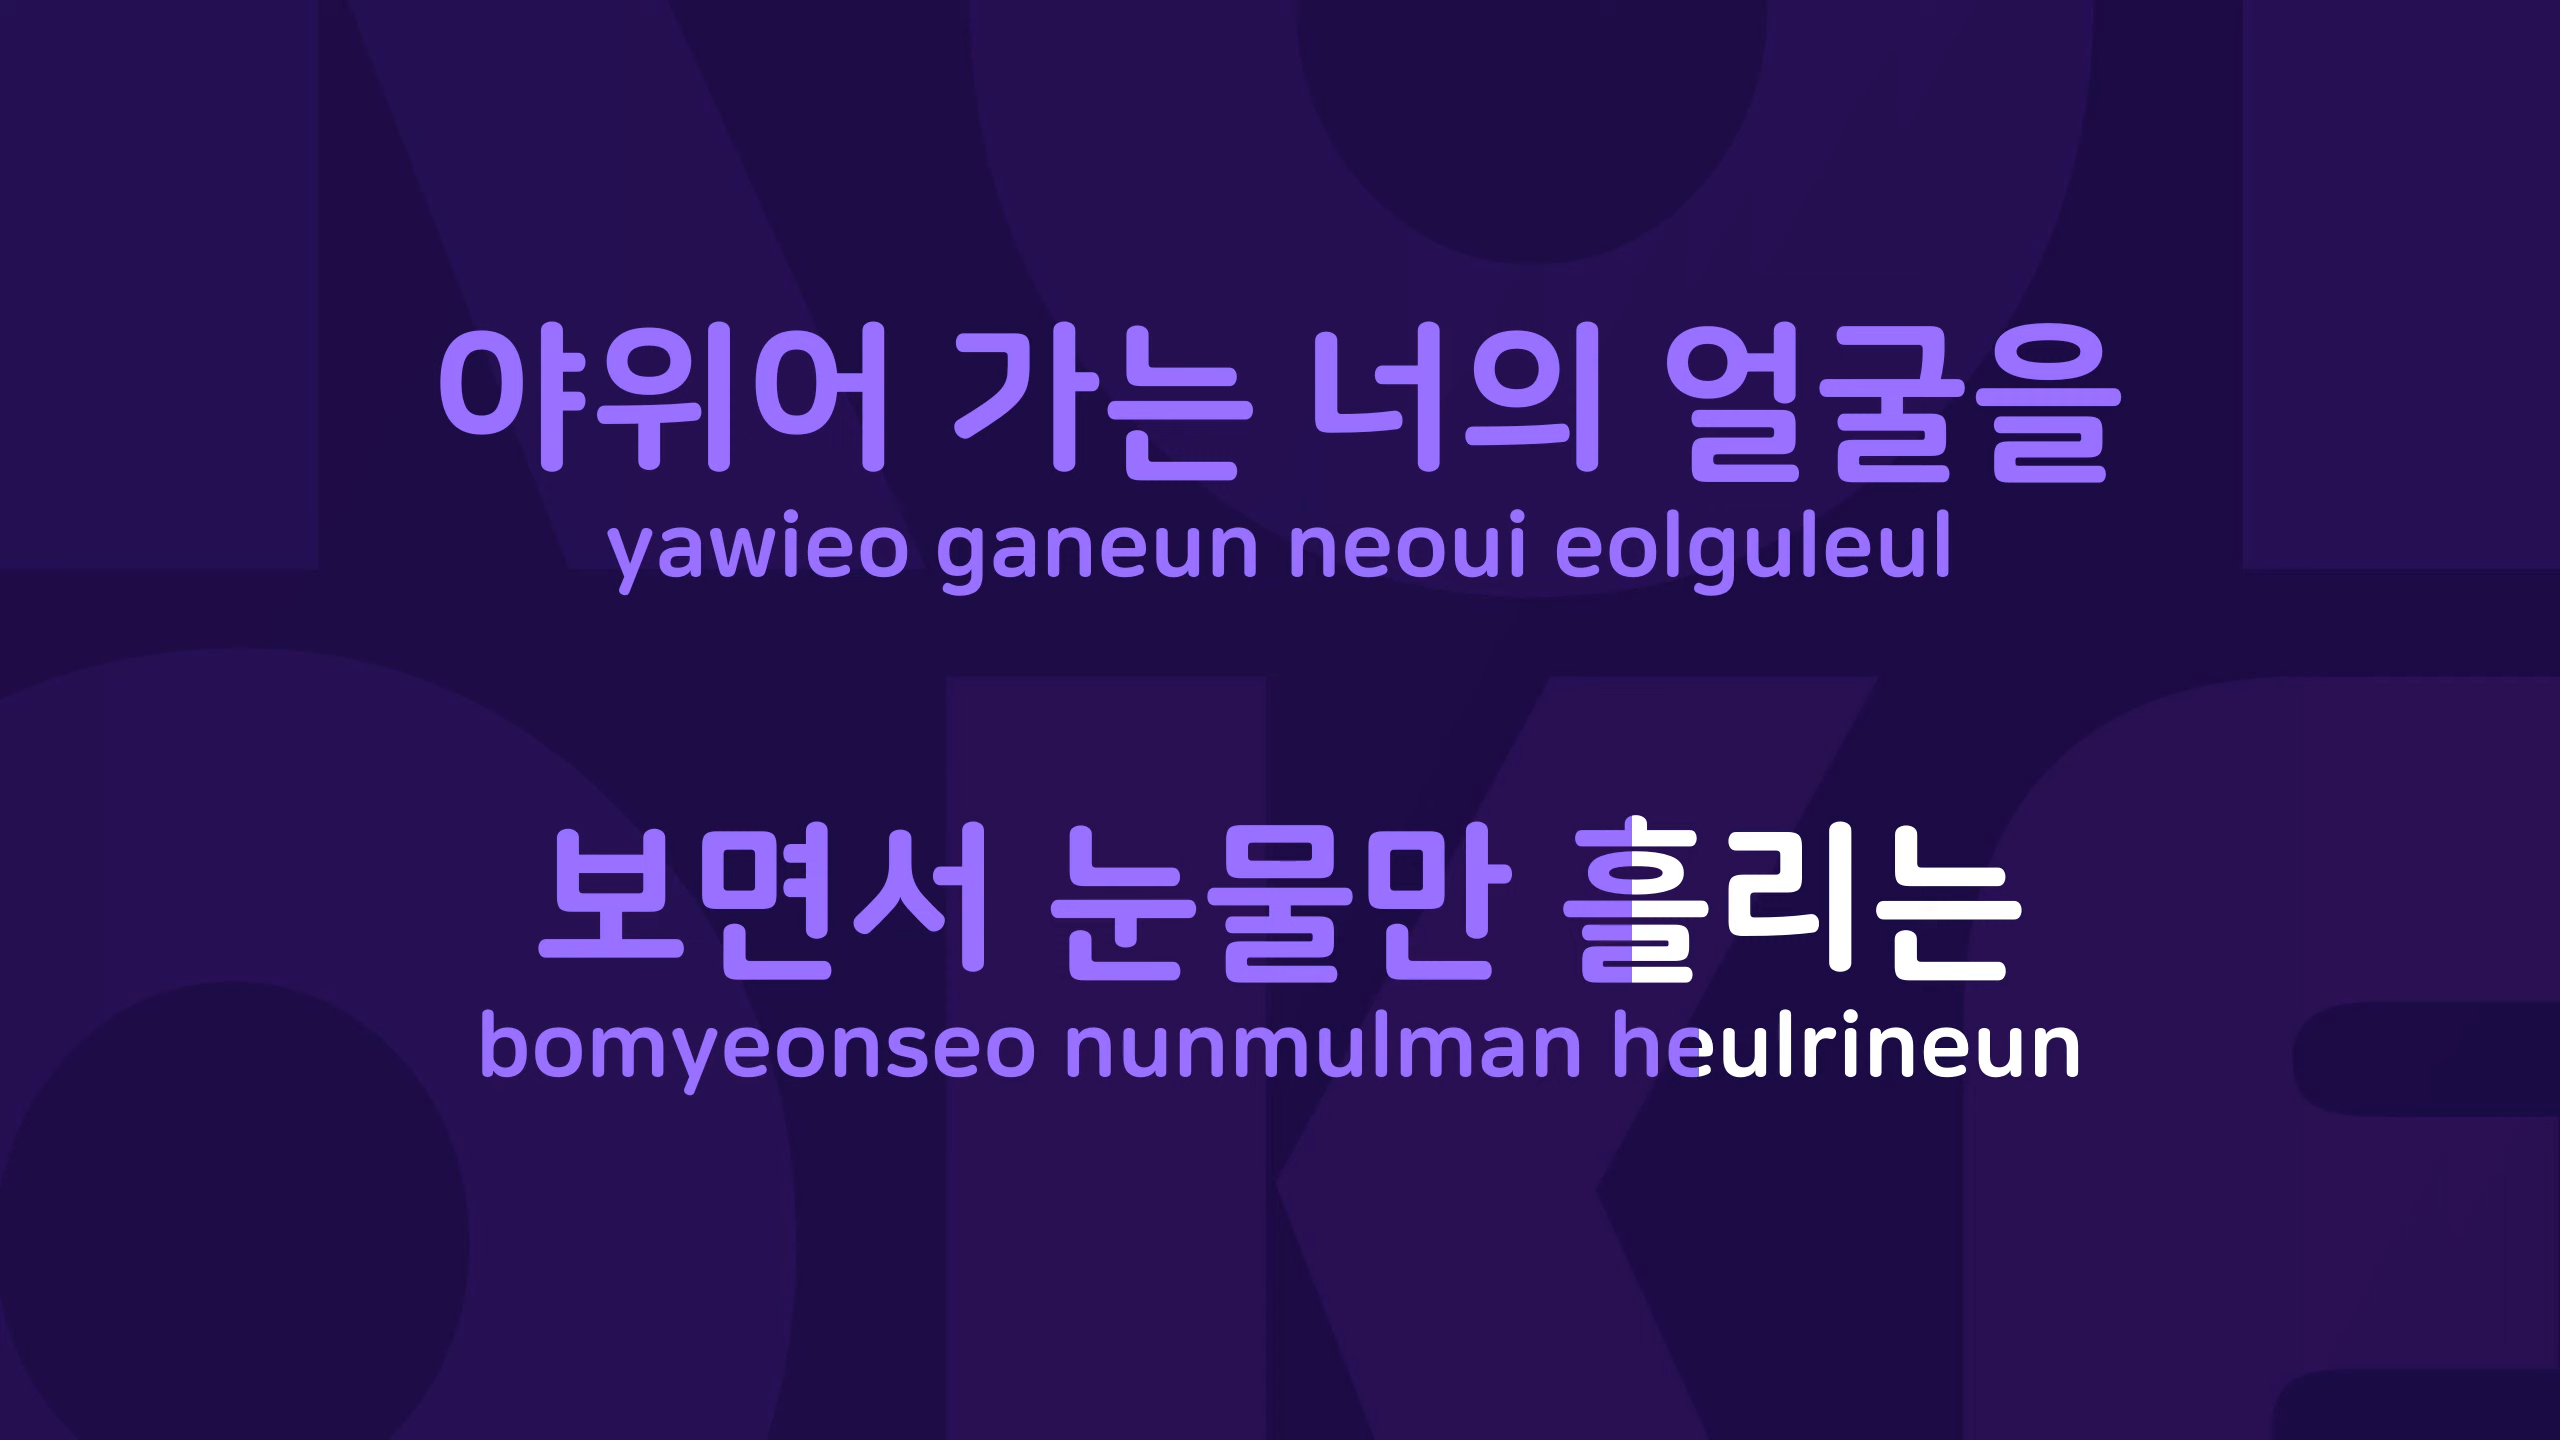 야위어 가는 너의 얼굴을
yawieo ganeun neoui eolguleul
보면서 눈물만 흘리는
bomyeonseo nunmulman heulrineun